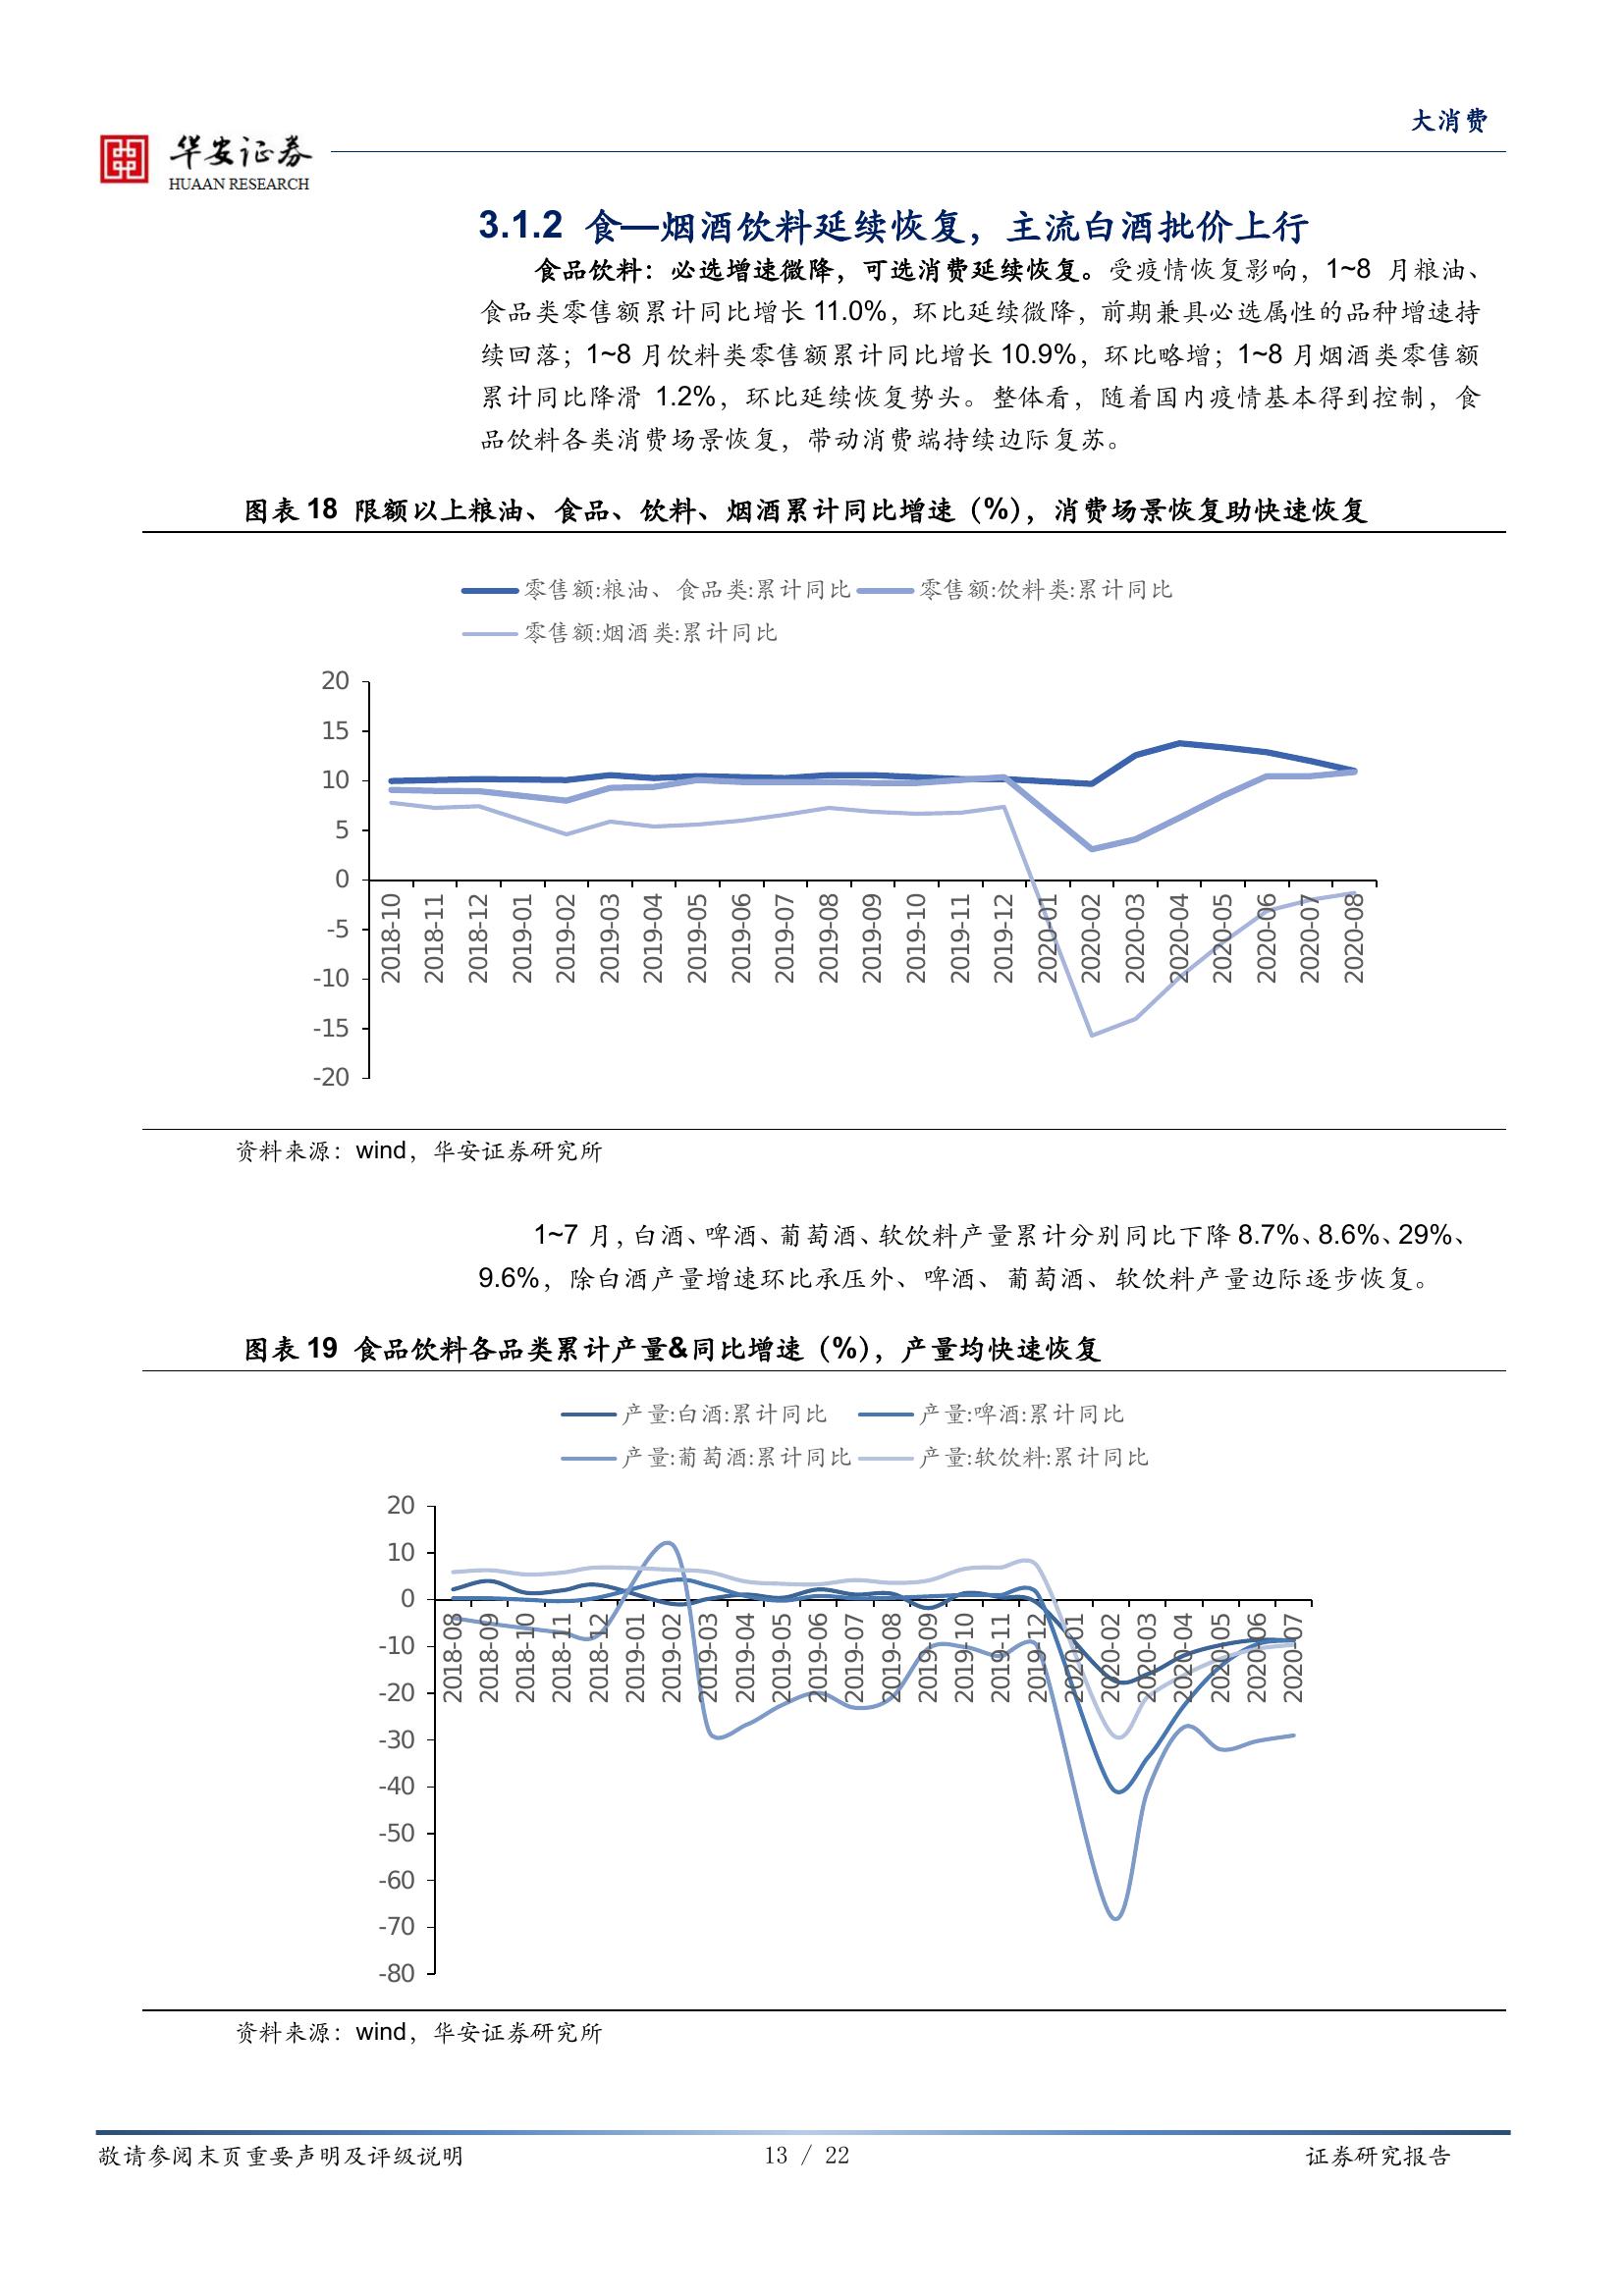 大消费
华安证券
HUAAN RESEARCH
3.1.2 食—烟酒饮料延续恢复，主流白酒批价上行
食品饮料：必选增速微降，可选消费延续恢复。受疫情恢复影响，1~8 月粮油、
食品类零售额累计同比增长 11.0%，环比延续微降，前期兼具必选属性的品种增速持
续回落；1~8 月饮料类零售额累计同比增长 10.9%，环比略增；1~8 月烟酒类零售额
累计同比降滑 1.2%，环比延续恢复势头。整体看，随着国内疫情基本得到控制，食
品饮料各类消费场景恢复，带动消费端持续边际复苏。
图表 18 限额以上粮油、食品、饮料、烟酒累计同比增速（%），消费场景恢复助快速恢复
零售额:粮油、食品类:累计同比 零售额:饮料类:累计同比
零售额:烟酒类:累计同比
20
15
10
5
0
-5
-10
-15
-20
2018-10 2018-11 2018-12 2019-01 2019-02 2019-03 2019-04 2019-05 2019-06 2019-07 2019-08 2019-09 2019-10 2019-11 2019-12 2020-01 2020-02 2020-03 2020-04 2020-05 2020-06 2020-07 2020-08
资料来源：wind，华安证券研究所
1~7 月，白酒、啤酒、葡萄酒、软饮料产量累计分别同比下降 8.7%、8.6%、29%、
9.6%，除白酒产量增速环比承压外、啤酒、葡萄酒、软饮料产量边际逐步恢复。
图表 19 食品饮料各品类累计产量&同比增速（%），产量均快速恢复
产量:白酒:累计同比 产量:啤酒:累计同比
产量:葡萄酒:累计同比 产量:软饮料:累计同比
20
10
0
-10
-20
-30
-40
-50
-60
-70
-80
2018-08 2018-09 2018-10 2018-11 2018-12 2019-01 2019-02 2019-03 2019-04 2019-05 2019-06 2019-07 2019-08 2019-09 2019-10 2019-11 2019-12 2020-01 2020-02 2020-03 2020-04 2020-05 2020-06 2020-07
资料来源：wind，华安证券研究所
敬请参阅末页重要声明及评级说明 13 / 22 证券研究报告